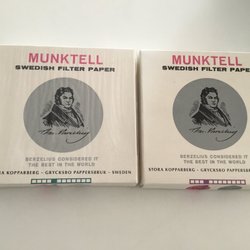 MUNKTELL
SWEDISH FILTER PAPER
BERZELIUS CONSIDERED IT
THE BEST IN THE WORLD
STORA KOPPARBERG - GRYCKSBO PAPPERSBRUK - SWEDEN
MUNKTELL
SWEDISH FILTER PAPER
BERZELIUS CONSIDERED IT
THE BEST IN THE WORLD
STORA KOPPARBERG - GRYCKSBO PAPPERSBRUK